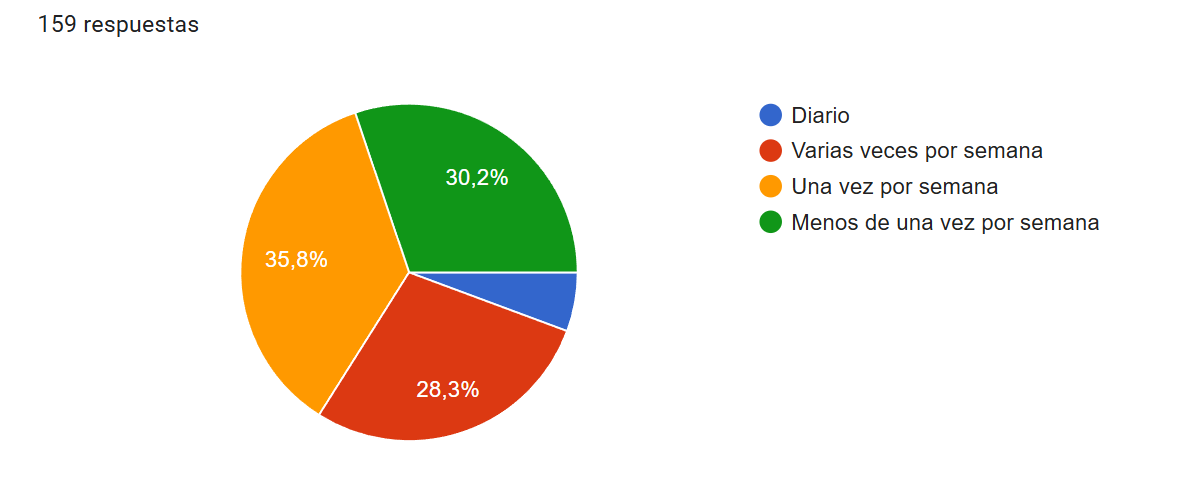 159 respuestas
30,2%
35,8%
28,3%
Diario
Varias veces por semana
Una vez por semana
Menos de una vez por semana